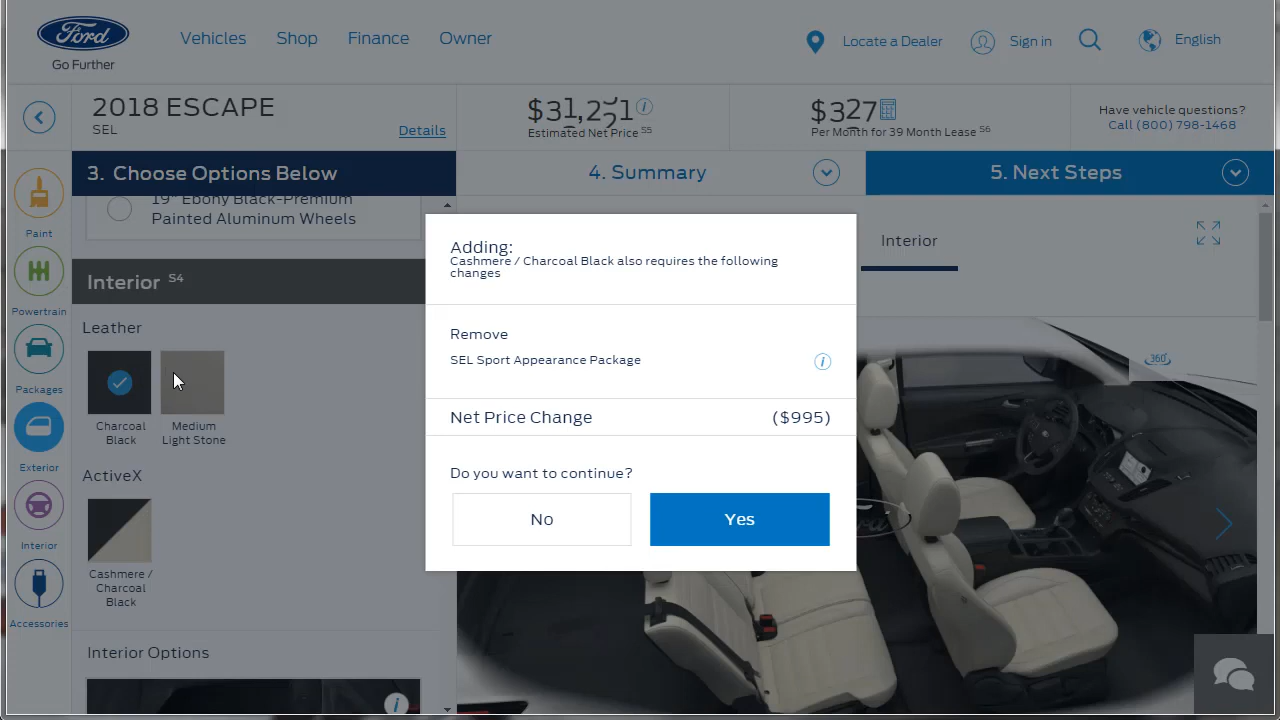 Ford
Go Further
Vehicles
Shop
Finance
Owner
Locate a Dealer
Sign in
English
2018 ESCAPE
SEL
Details
Estimated Net Price S5
$327
Per Month for 39 Month Lease S6
Have vehicle questions?
Call (800) 798-1468
3. Choose Options Below
4. Summary
5. Next Steps
Paint
Powertrain
Packages
Exterior
Interior
Accessories
19" Ebony Black-Premium
Painted Aluminum Wheels
Interior S4
Leather
Charcoal
Black
Medium
Light Stone
ActiveX
Cashmere /
Charcoal
Black
Interior Options
i
Interior
360°
Ford
Adding:
Cashmere / Charcoal Black also requires the following
changes
Remove
SEL Sport Appearance Package
i
Net Price Change
($995)
Do you want to continue?
No
Yes